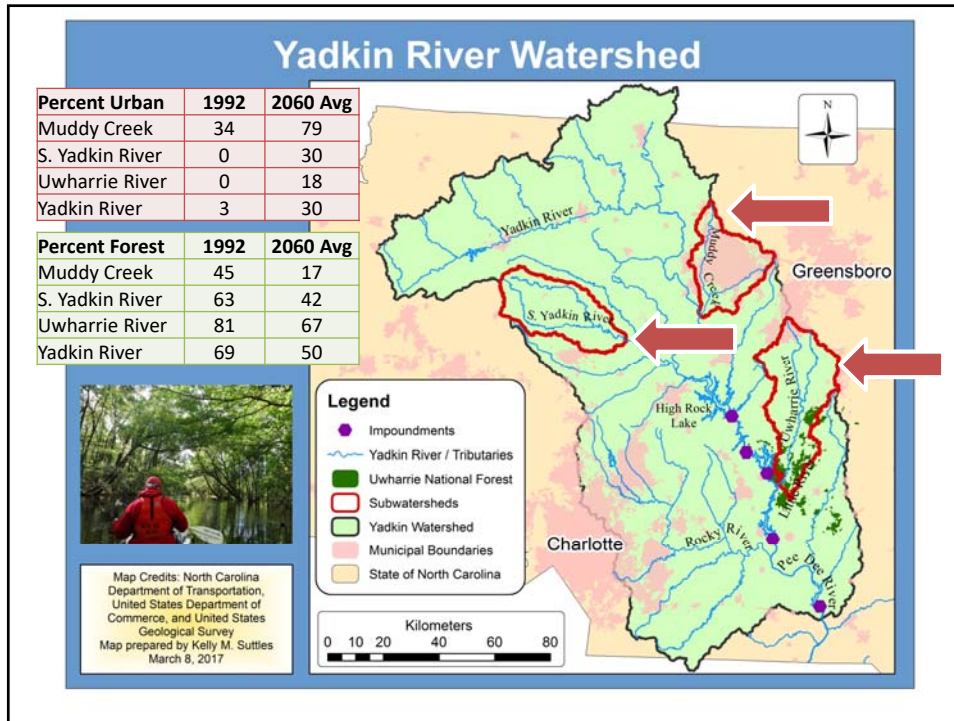 Yadkin River Watershed
Percent Urban 1992 2060 Avg
Muddy Creek 34 79
S. Yadkin River 0 30
Uwharrie River 0 18
Yadkin River 3 30
Percent Forest 1992 2060 Avg
Muddy Creek 45 17
S. Yadkin River 63 42
Uwharrie River 81 67
Yadkin River 69 50
N
Yadkin River
Muddy Creek
Greensboro
S. Yadkin River
Uwharrie River
High Rock
Lake
Rocky River
Charlotte
Pee Dee River
Legend
Impoundments
Yadkin River / Tributaries
Uwharrie National Forest
Subwatersheds
Yadkin Watershed
Municipal Boundaries
State of North Carolina
Kilometers
0 10 20 40 60 80
Map Credits: North Carolina
Department of Transportation,
United States Department of
Commerce, and United States
Geological Survey
Map prepared by Kelly M. Suttles
March 8, 2017